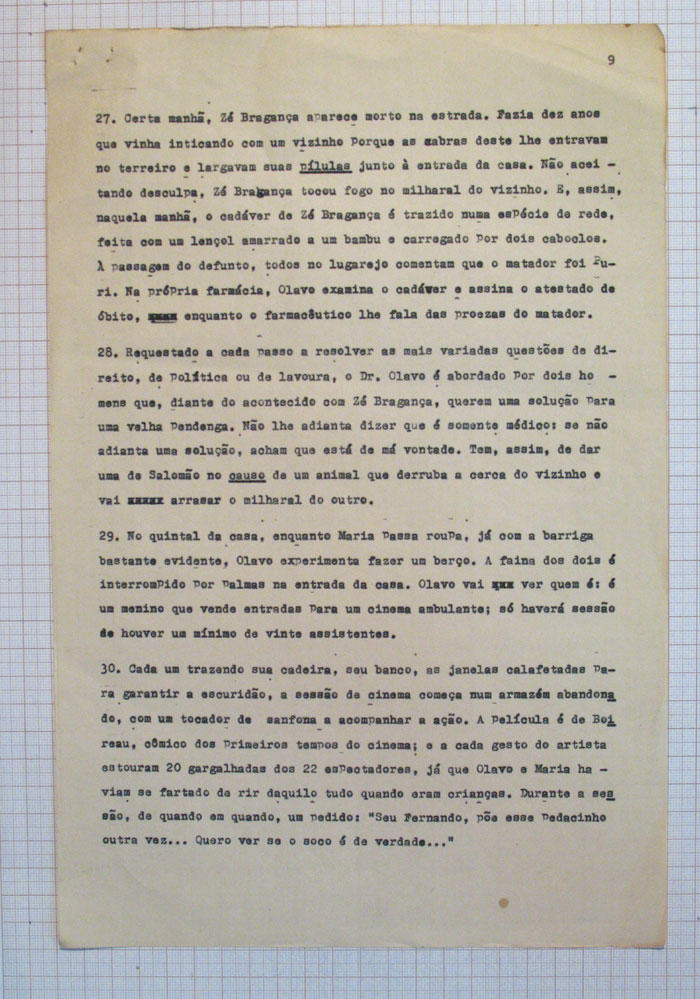 9
27. Certa manhã, Zé Bragança aparece morto na estrada. Fazia dez anos
que vinha inticando com um vizinho porque as cabras deste lhe entravam
no terreiro e largavam suas pílulas junto à entrada da casa. Não acei -
tando desculpa, Zé Bragança tocou fogo no milharal do vizinho. E, assim,
naquela manhã, o cadáver de Zé Bragança é trazido numa espécie de rede,
feita com um lençol amarrado a um bambu e carregado por dois caboclos.
À passagem do defunto, todos no lugarejo comentam que o matador foi Pu-
ri. Na própria farmácia, Olavo examina o cadáver e assina o atestado de
óbito, xxxx enquanto o farmacêutico lhe fala das proezas do matador.
28. Requestado a cada passo a resolver as mais variadas questões de di-
reito, de política ou de lavoura, o Dr. Olavo é abordado por dois ho -
mens que, diante do acontecido com Zé Bragança, querem uma solução para
uma velha pendenga. Não lhe adianta dizer que é somente médico: se não
adianta uma solução, acham que está de má vontade. Tem, assim, de dar
uma de Salomão no causo de um animal que derruba a cerca do vizinho e
vai xxxxx arrasar o milharal do outro.
29. No quintal da casa, enquanto Maria passa roupa, já com a barriga
bastante evidente, Olavo experimenta fazer um berço. A faina dos dois é
interrompido por palmas na entrada da casa. Olavo vai xxx ver quem é: é
um menino que vende entradas para um cinema ambulante; só haverá sessão
se houver um mínimo de vinte assistentes.
30. Cada um trazendo sua cadeira, seu banco, as janelas calafetadas pa-
ra garantir a escuridão, a sessão de cinema começa num armazém abandona
do, com um tocador de sanfona a acompanhar a ação. A película é de Boi
reau, cômico dos primeiros tempos do cinema; e a cada gesto do artista
estouram 20 gargalhadas dos 22 espectadores, já que Olavo e Maria ha -
viam se fartado de rir daquilo tudo quando eram crianças. Durante a ses
são, de quando em quando, um pedido: "Seu Fernando, põe esse pedacinho
outra vez... Quero ver se o soco é de verdade..."